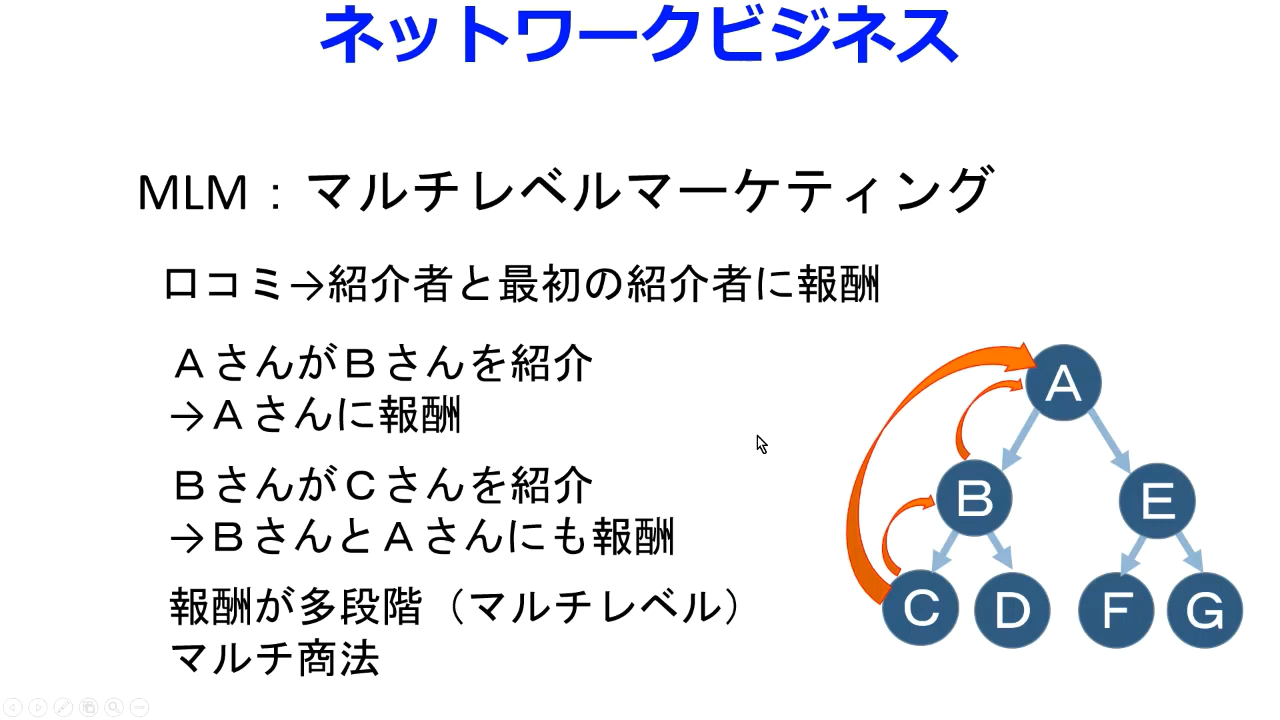 ネットワークビジネス
MLM：マルチレベルマーケティング
口コミ→紹介者と最初の紹介者に報酬
ＡさんがＢさんを紹介
→Ａさんに報酬
ＢさんがＣさんを紹介
→ＢさんとＡさんにも報酬
報酬が多段階（マルチレベル）
マルチ商法
A
B
E
C
D
F
G